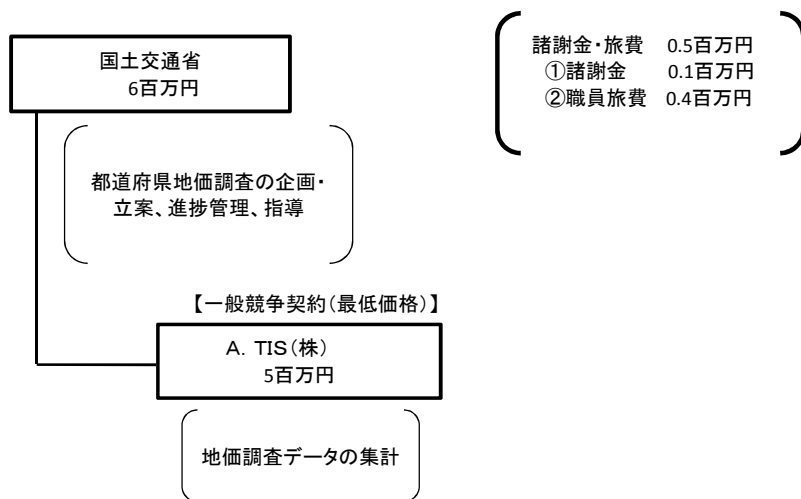 国土交通省
6百万円
諸謝金・旅費 0.5百万円
①諸謝金 0.1百万円
②職員旅費 0.4百万円
都道府県地価調査の企画・
立案、進捗管理、指導
【一般競争契約(最低価格)】
A. TIS(株)
5百万円
地価調査データの集計